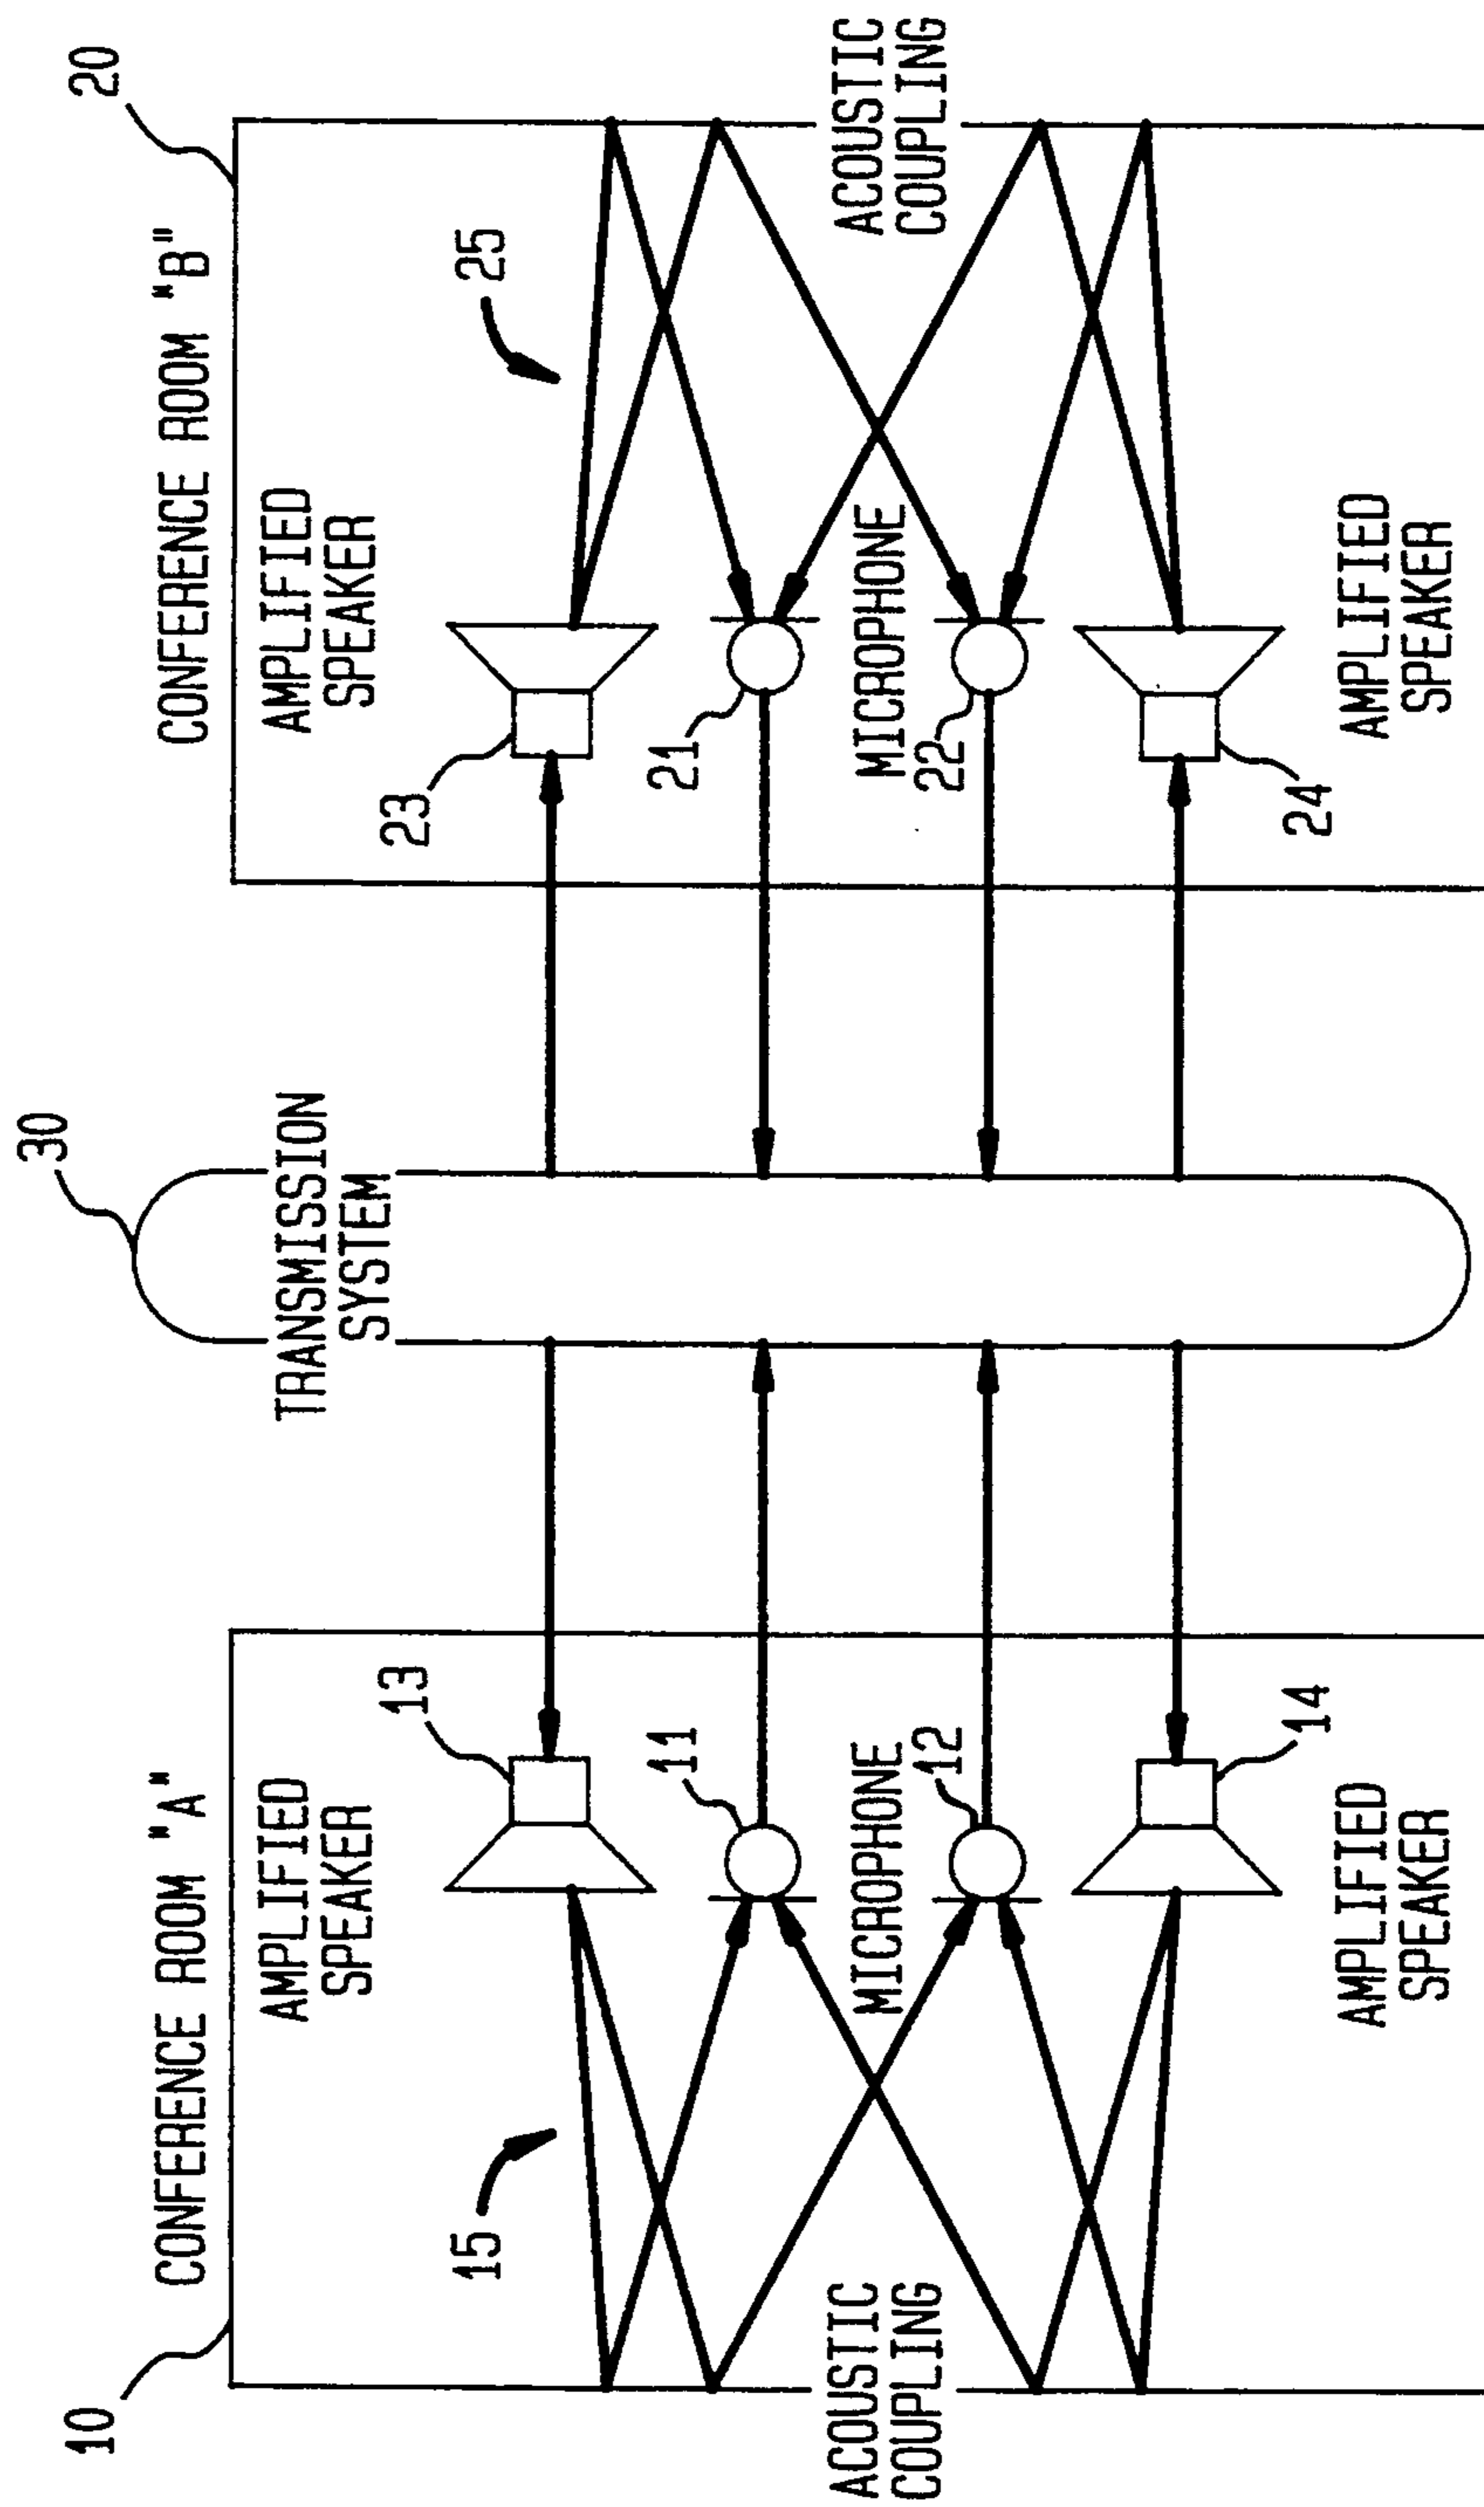 10
CONFERENCE ROOM "A"
30
CONFERENCE ROOM "B"
20
TRANSMISSION
SYSTEM
AMPLIFIED
SPEAKER
13
15
AMPLIFIED
SPEAKER
23
25
11
21
ACOUSTIC
COUPLING
MICROPHONE
12
MICROPHONE
22
ACOUSTIC
COUPLING
14
AMPLIFIED
SPEAKER
24
AMPLIFIED
SPEAKER